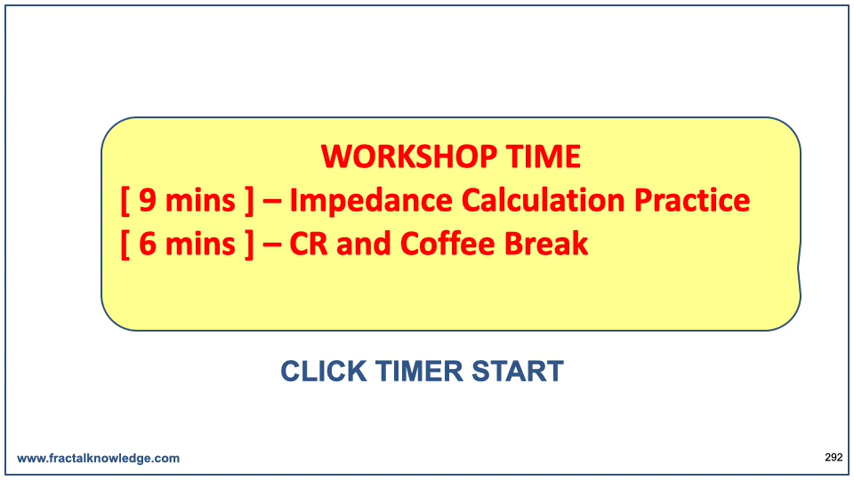 WORKSHOP TIME
[ 9 mins ] – Impedance Calculation Practice
[ 6 mins ] – CR and Coffee Break
CLICK TIMER START
www.fractalknowledge.com
292